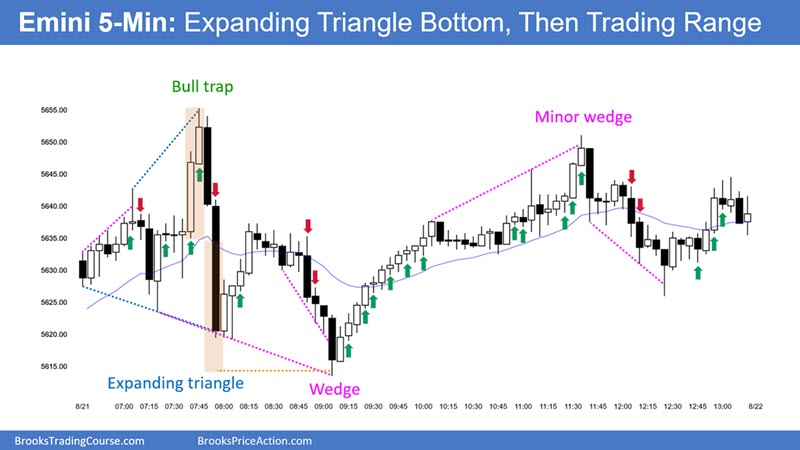 Emini 5-Min: Expanding Triangle Bottom, Then Trading Range
Bull trap
Minor wedge
5655.00
5650.00
5645.00
5640.00
5635.00
5630.00
5625.00
5620.00
5615.00
Expanding triangle
Wedge
8/21 07:00 07:15 07:30 07:45 08:00 08:15 08:30 08:45 09:00 09:15 09:30 09:45 10:00 10:15 10:30 10:45 11:00 11:15 11:30 11:45 12:00 12:15 12:30 12:45 13:00 8/22
BrooksTradingCourse.com BrooksPriceAction.com